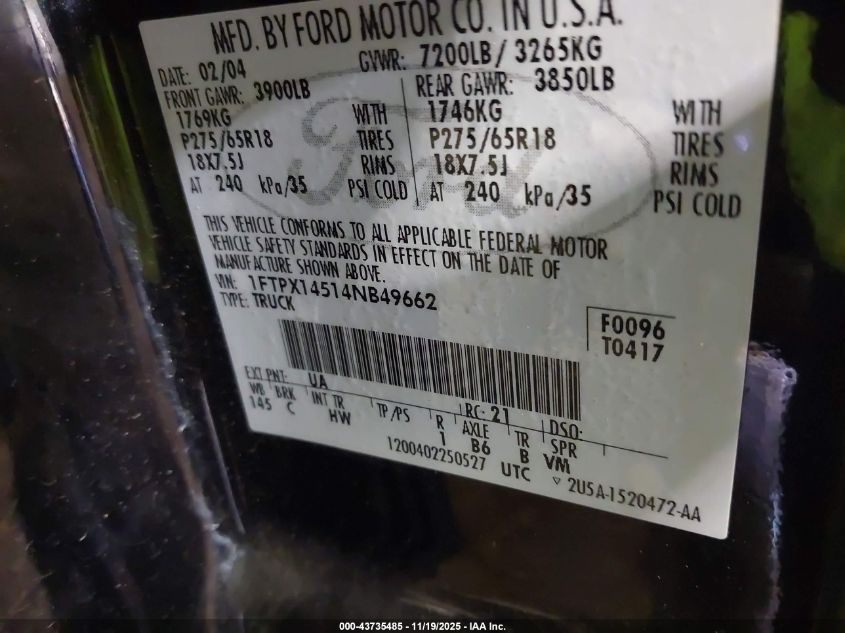 MFD. BY FORD MOTOR CO. IN U.S.A.
DATE: 02/04 GVWR: 7200LB/ 3265KG
FRONT GAWR: 3900LB REAR GAWR: 3850LB
1769KG WITH 1746KG WITH
P275/65R18 TIRES P275/65R18 TIRES
18X7.5J RIMS 18X7.5J RIMS
AT 240 kPa/35 PSI COLD AT 240 kPa/35 PSI COLD
Ford
THIS VEHICLE CONFORMS TO ALL APPLICABLE FEDERAL MOTOR
VEHICLE SAFETY STANDARDS IN EFFECT ON THE DATE OF
MANUFACTURE SHOWN ABOVE.
VIN: 1FTPX14514NB49662
TYPE: TRUCK
F0096
T0417
EXT PNT: UA RC: 21 DSO:
WB BRK INT TR TP/PS R AXLE TR SPR
145 C HW 1 B6 B VM
1200402250527 UTC ▽ 2U5A-1520472-AA
000-43735485 - 11/19/2025 - IAA Inc.